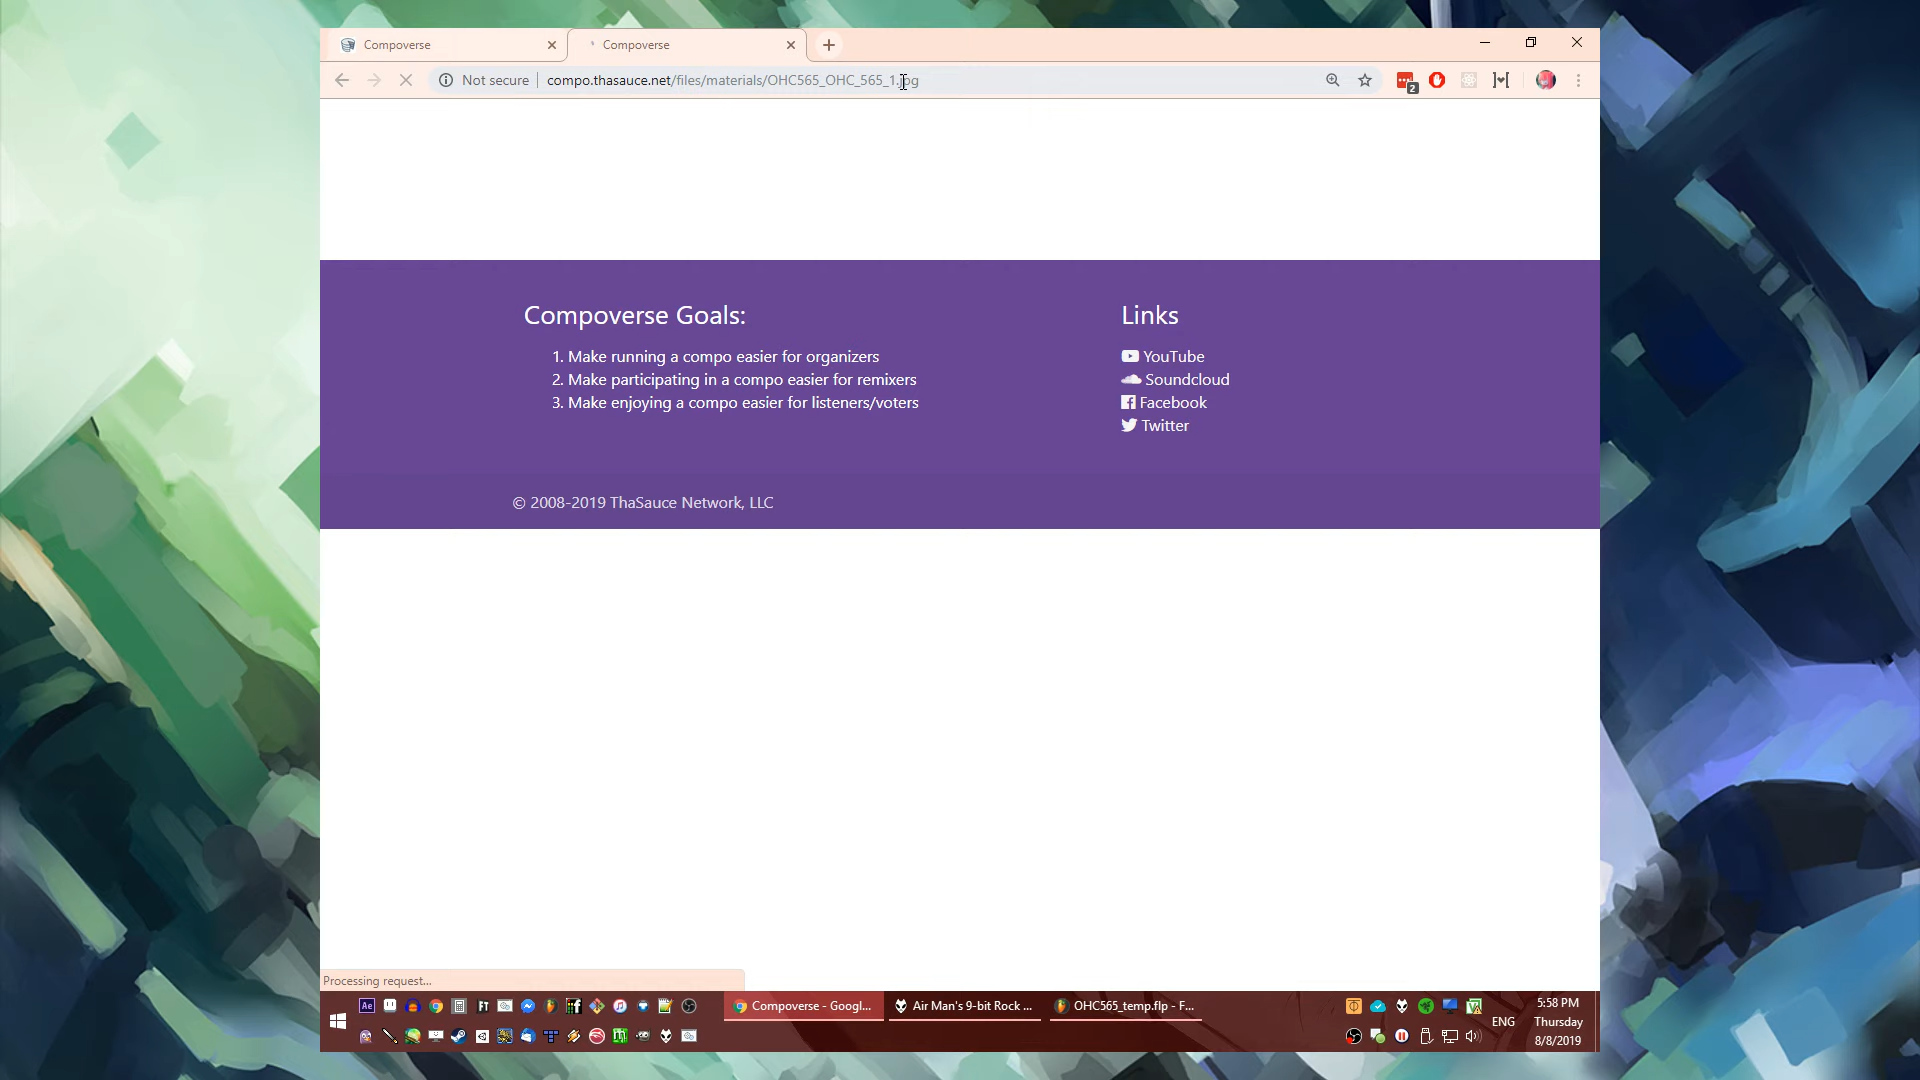 Compoverse
Compoverse
Not secure
compo.thasauce.net/files/materials/OHC565_OHC_565_1.jpg
2
Compoverse Goals:
1. Make running a compo easier for organizers
2. Make participating in a compo easier for remixers
3. Make enjoying a compo easier for listeners/voters
Links
YouTube
Soundcloud
Facebook
Twitter
© 2008-2019 ThaSauce Network, LLC
Processing request...
Ae
Compoverse - Googl...
Air Man's 9-bit Rock ...
OHC565_temp.flp - F...
ENG
5:58 PM
Thursday
8/8/2019